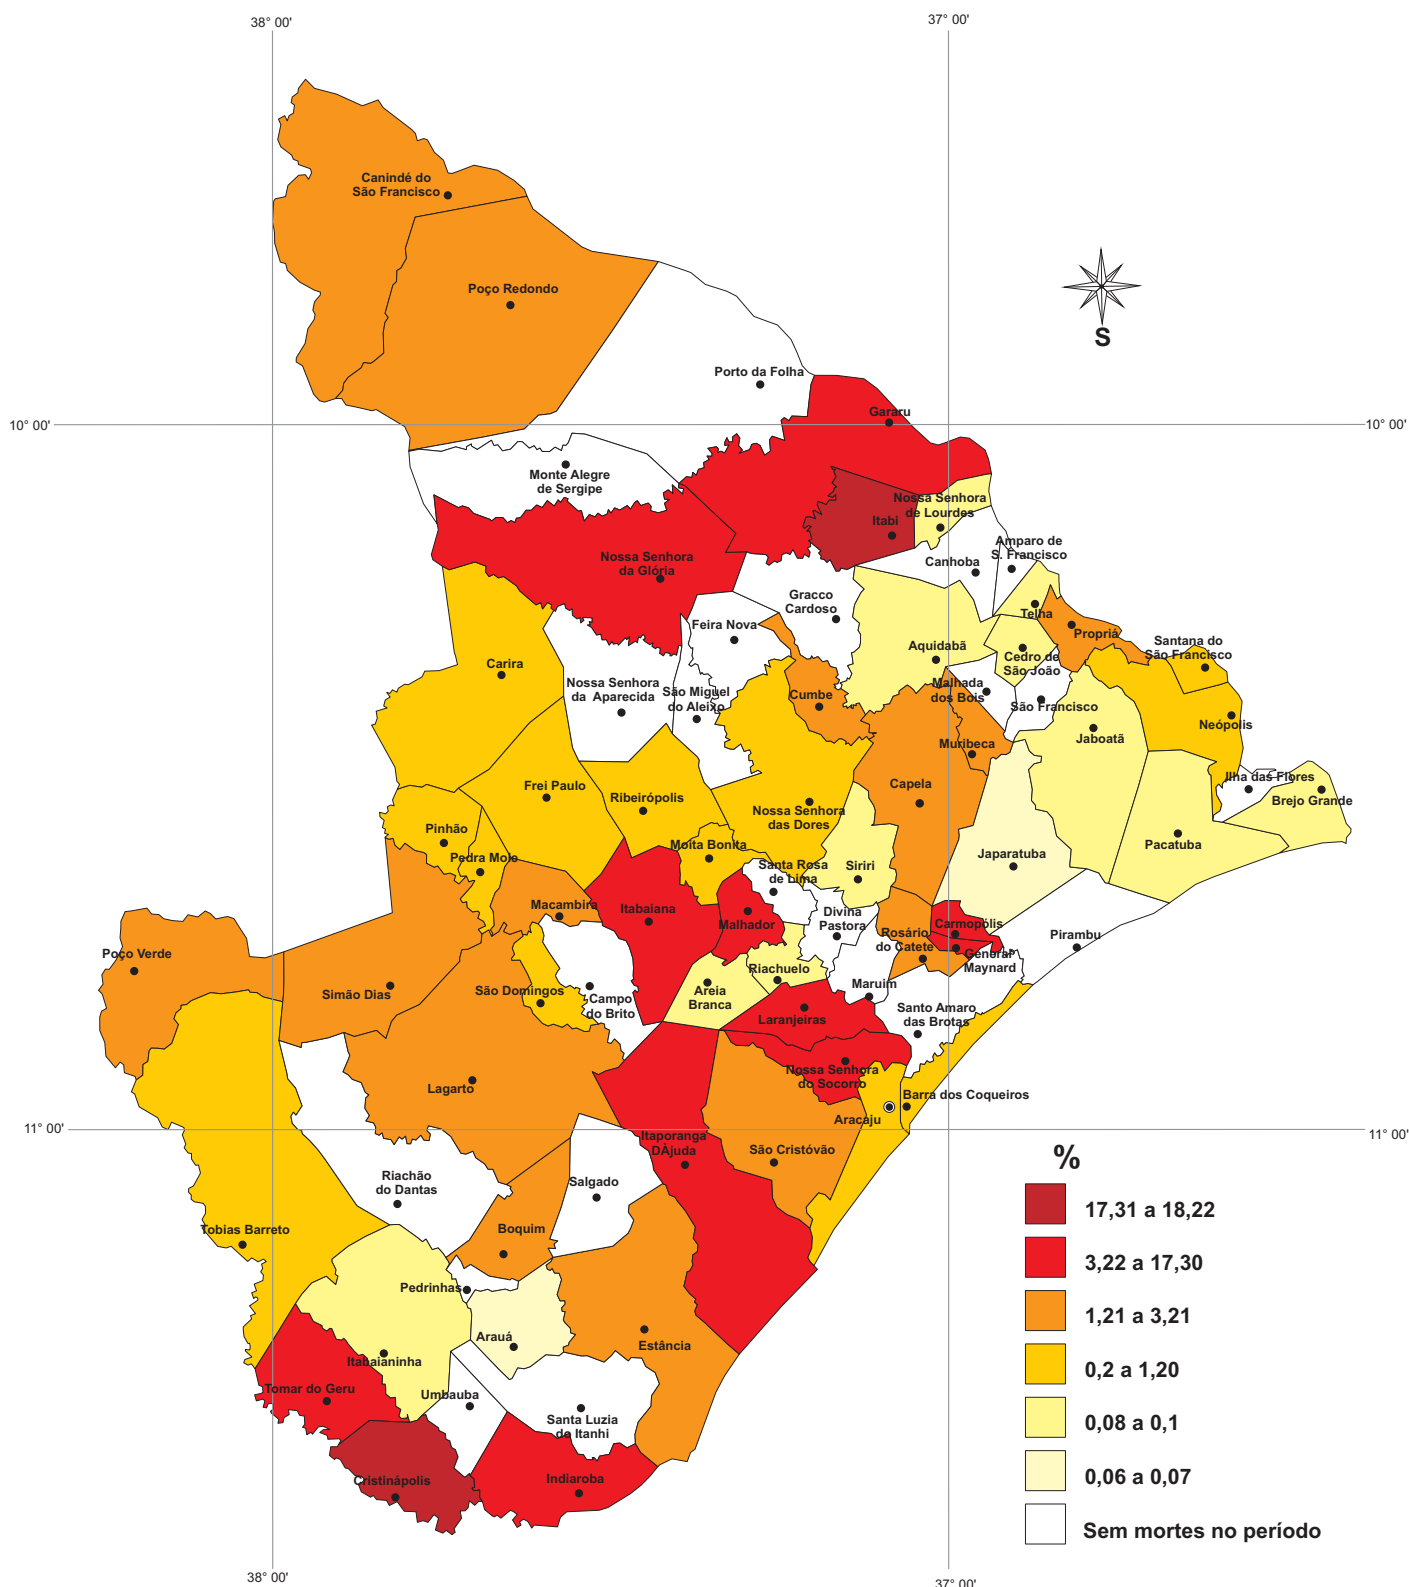 38° 00'
37° 00'
Canindé do
São Francisco
Poço Redondo
S
Porto da Folha
Gararu
10° 00'
10° 00'
Monte Alegre
de Sergipe
Nossa Senhora
de Lourdes
Itabi
Amparo de
S. Francisco
Nossa Senhora
da Glória
Canhoba
Gracco
Cardoso
Telha
Feira Nova
Propriá
Santana do
São Francisco
Aquidabã
Cedro de
São João
Carira
Nossa Senhora
da Aparecida
São Miguel
do Aleixo
Cumbe
Malhada
dos Bois
São Francisco
Neópolis
Jaboatã
Muribeca
Ilha das Flores
Brejo Grande
Frei Paulo
Ribeirópolis
Capela
Nossa Senhora
das Dores
Pinhão
Moita Bonita
Pacatuba
Pedra Mole
Japaratuba
Santa Rosa
de Lima
Siriri
Macambira
Itabaiana
Malhador
Divina
Pastora
Carmopólis
Rosário
do Catete
Pirambu
General
Maynard
Poço Verde
Riachuelo
Simão Dias
São Domingos
Campo
do Brito
Areia
Branca
Maruim
Santo Amaro
das Brotas
Laranjeiras
Nossa Senhora
do Socorro
Lagarto
Barra dos Coqueiros
Aracaju
11° 00'
11° 00'
Itaporanga
DÀjuda
São Cristóvão
%
Riachão
do Dantas
Salgado
17,31 a 18,22
Tobias Barreto
Boquim
3,22 a 17,30
Pedrinhas
1,21 a 3,21
Arauá
Estância
Itabaianinha
0,2 a 1,20
Tomar do Geru
Umbauba
Santa Luzia
do Itanhi
0,08 a 0,1
Cristinápolis
Indiaroba
0,06 a 0,07
Sem mortes no período
38° 00'
37° 00'